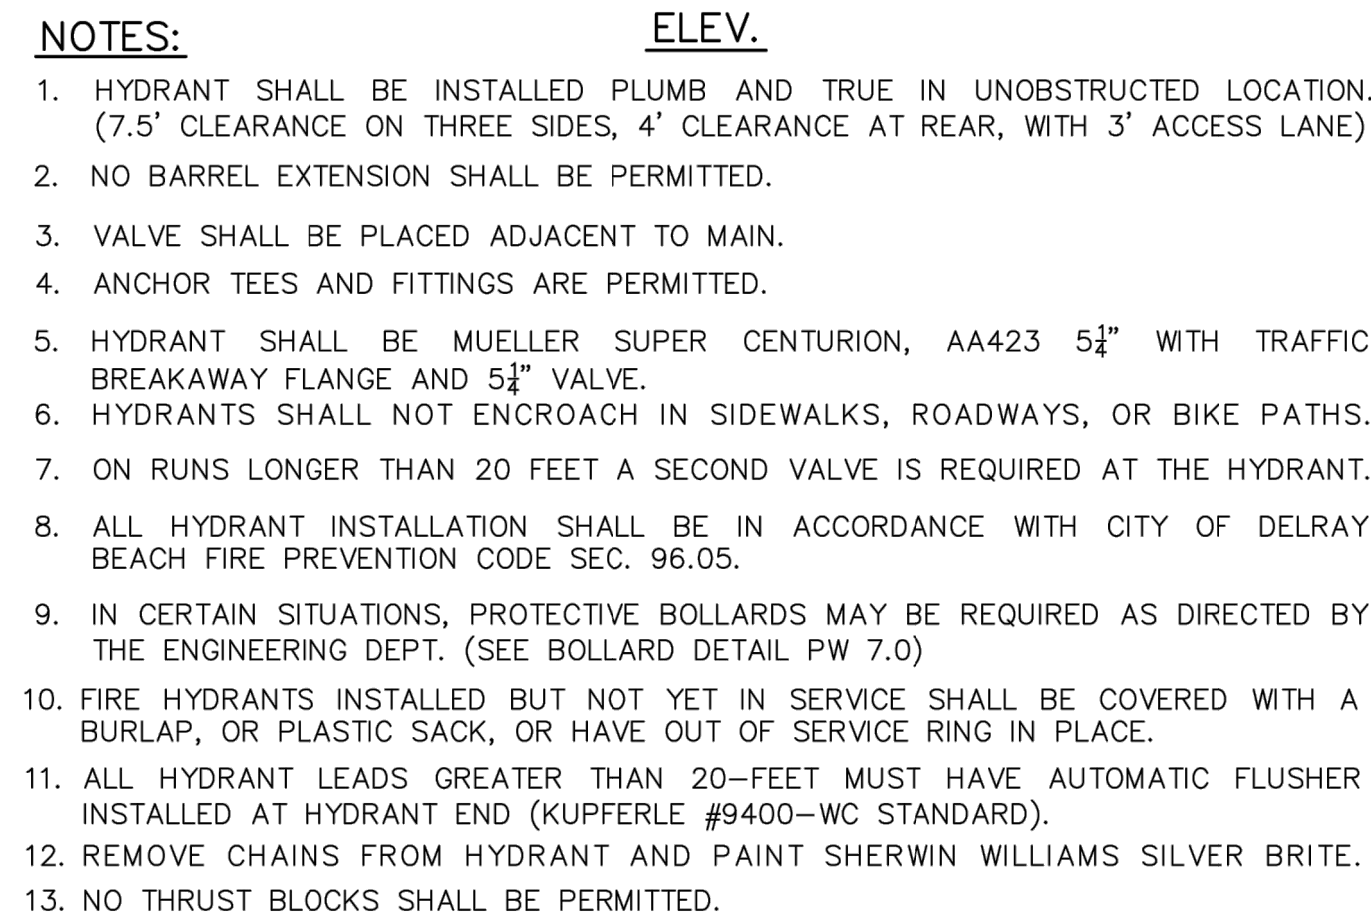 NOTES:
ELEV.
1. HYDRANT SHALL BE INSTALLED PLUMB AND TRUE IN UNOBSTRUCTED LOCATION.
(7.5' CLEARANCE ON THREE SIDES, 4' CLEARANCE AT REAR, WITH 3' ACCESS LANE)
2. NO BARREL EXTENSION SHALL BE PERMITTED.
3. VALVE SHALL BE PLACED ADJACENT TO MAIN.
4. ANCHOR TEES AND FITTINGS ARE PERMITTED.
5. HYDRANT SHALL BE MUELLER SUPER CENTURION, AA423 5¼" WITH TRAFFIC
BREAKAWAY FLANGE AND 5¼" VALVE.
6. HYDRANTS SHALL NOT ENCROACH IN SIDEWALKS, ROADWAYS, OR BIKE PATHS.
7. ON RUNS LONGER THAN 20 FEET A SECOND VALVE IS REQUIRED AT THE HYDRANT.
8. ALL HYDRANT INSTALLATION SHALL BE IN ACCORDANCE WITH CITY OF DELRAY
BEACH FIRE PREVENTION CODE SEC. 96.05.
9. IN CERTAIN SITUATIONS, PROTECTIVE BOLLARDS MAY BE REQUIRED AS DIRECTED BY
THE ENGINEERING DEPT. (SEE BOLLARD DETAIL PW 7.0)
10. FIRE HYDRANTS INSTALLED BUT NOT YET IN SERVICE SHALL BE COVERED WITH A
BURLAP, OR PLASTIC SACK, OR HAVE OUT OF SERVICE RING IN PLACE.
11. ALL HYDRANT LEADS GREATER THAN 20-FEET MUST HAVE AUTOMATIC FLUSHER
INSTALLED AT HYDRANT END (KUPFERLE #9400-WC STANDARD).
12. REMOVE CHAINS FROM HYDRANT AND PAINT SHERWIN WILLIAMS SILVER BRITE.
13. NO THRUST BLOCKS SHALL BE PERMITTED.